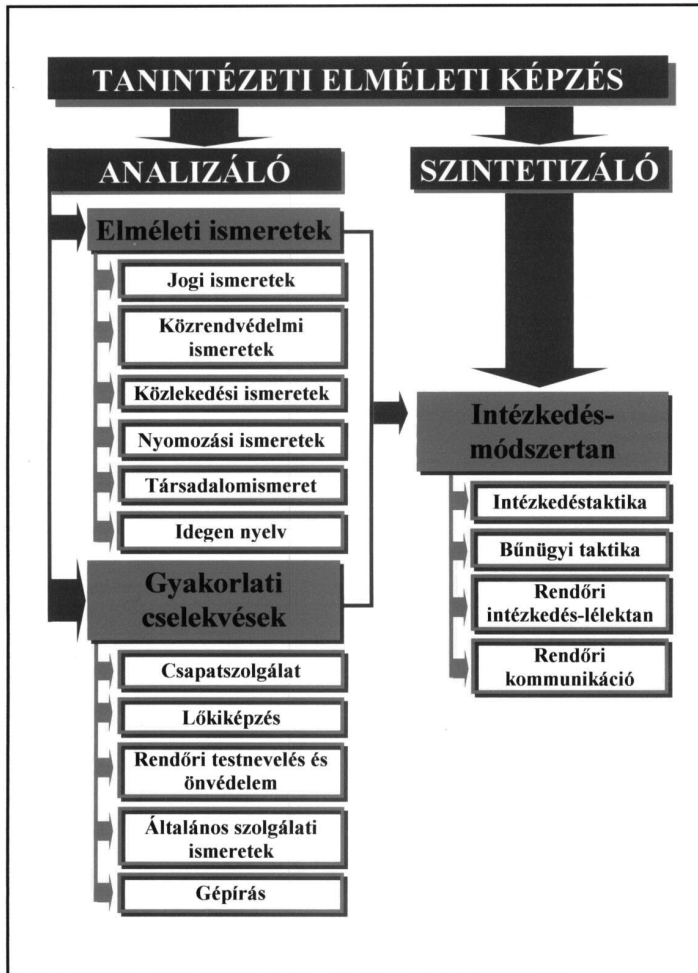 TANINTÉZETI ELMÉLETI KÉPZÉS
ANALIZÁLÓ
Elméleti ismeretek
Jogi ismeretek
Közrendvédelmi
ismeretek
Közlekedési ismeretek
Nyomozási ismeretek
Társadalomismeret
Idegen nyelv
Gyakorlati
cselekvések
Csapatszolgálat
Lőkiképzés
Rendőri testnevelés és
önvédelem
Általános szolgálati
ismeretek
Gépírás
SZINTETIZÁLÓ
Intézkedés-
módszertan
Intézkedéstaktika
Bűnügyi taktika
Rendőri
intézkedés-lélektan
Rendőri
kommunikáció